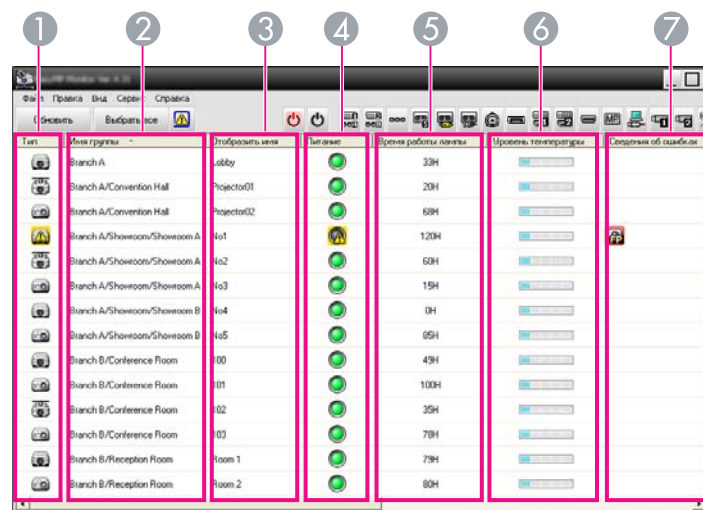 1 2 3 4 5 6 7
Файл Правка Вид Сервис Справка
Обновить Выбрать все
MP
Тип Имя группы Отобразить имя Питание Время работы лампы Уровень температуры Сведения об ошибках
Branch A Lobby 33H
Branch A/Convention Hall Projector01 20H
Branch A/Convention Hall Projector02 68H
Branch A/Showroom/Showroom A No1 120H
Branch A/Showroom/Showroom A No2 60H
Branch A/Showroom/Showroom A No3 15H
Branch A/Showroom/Showroom B No4 0H
Branch A/Showroom/Showroom B No5 85H
Branch B/Conference Room 100 49H
Branch B/Conference Room 101 100H
Branch B/Conference Room 102 35H
Branch B/Conference Room 103 78H
Branch B/Reception Room Room 1 79H
Branch B/Reception Room Room 2 80H